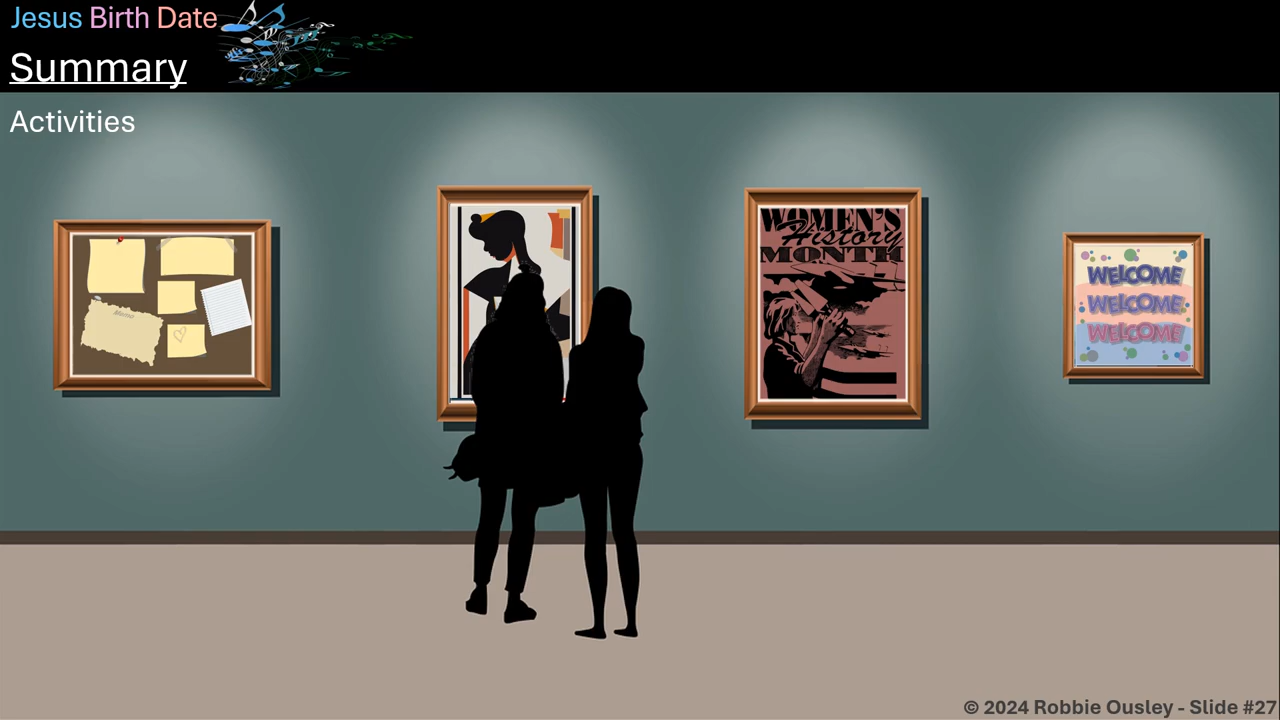 Jesus Birth Date
Summary
Activities
WOMEN'S
History
MONTH
WELCOME
WELCOME
WELCOME
© 2024 Robbie Ousley - Slide #27